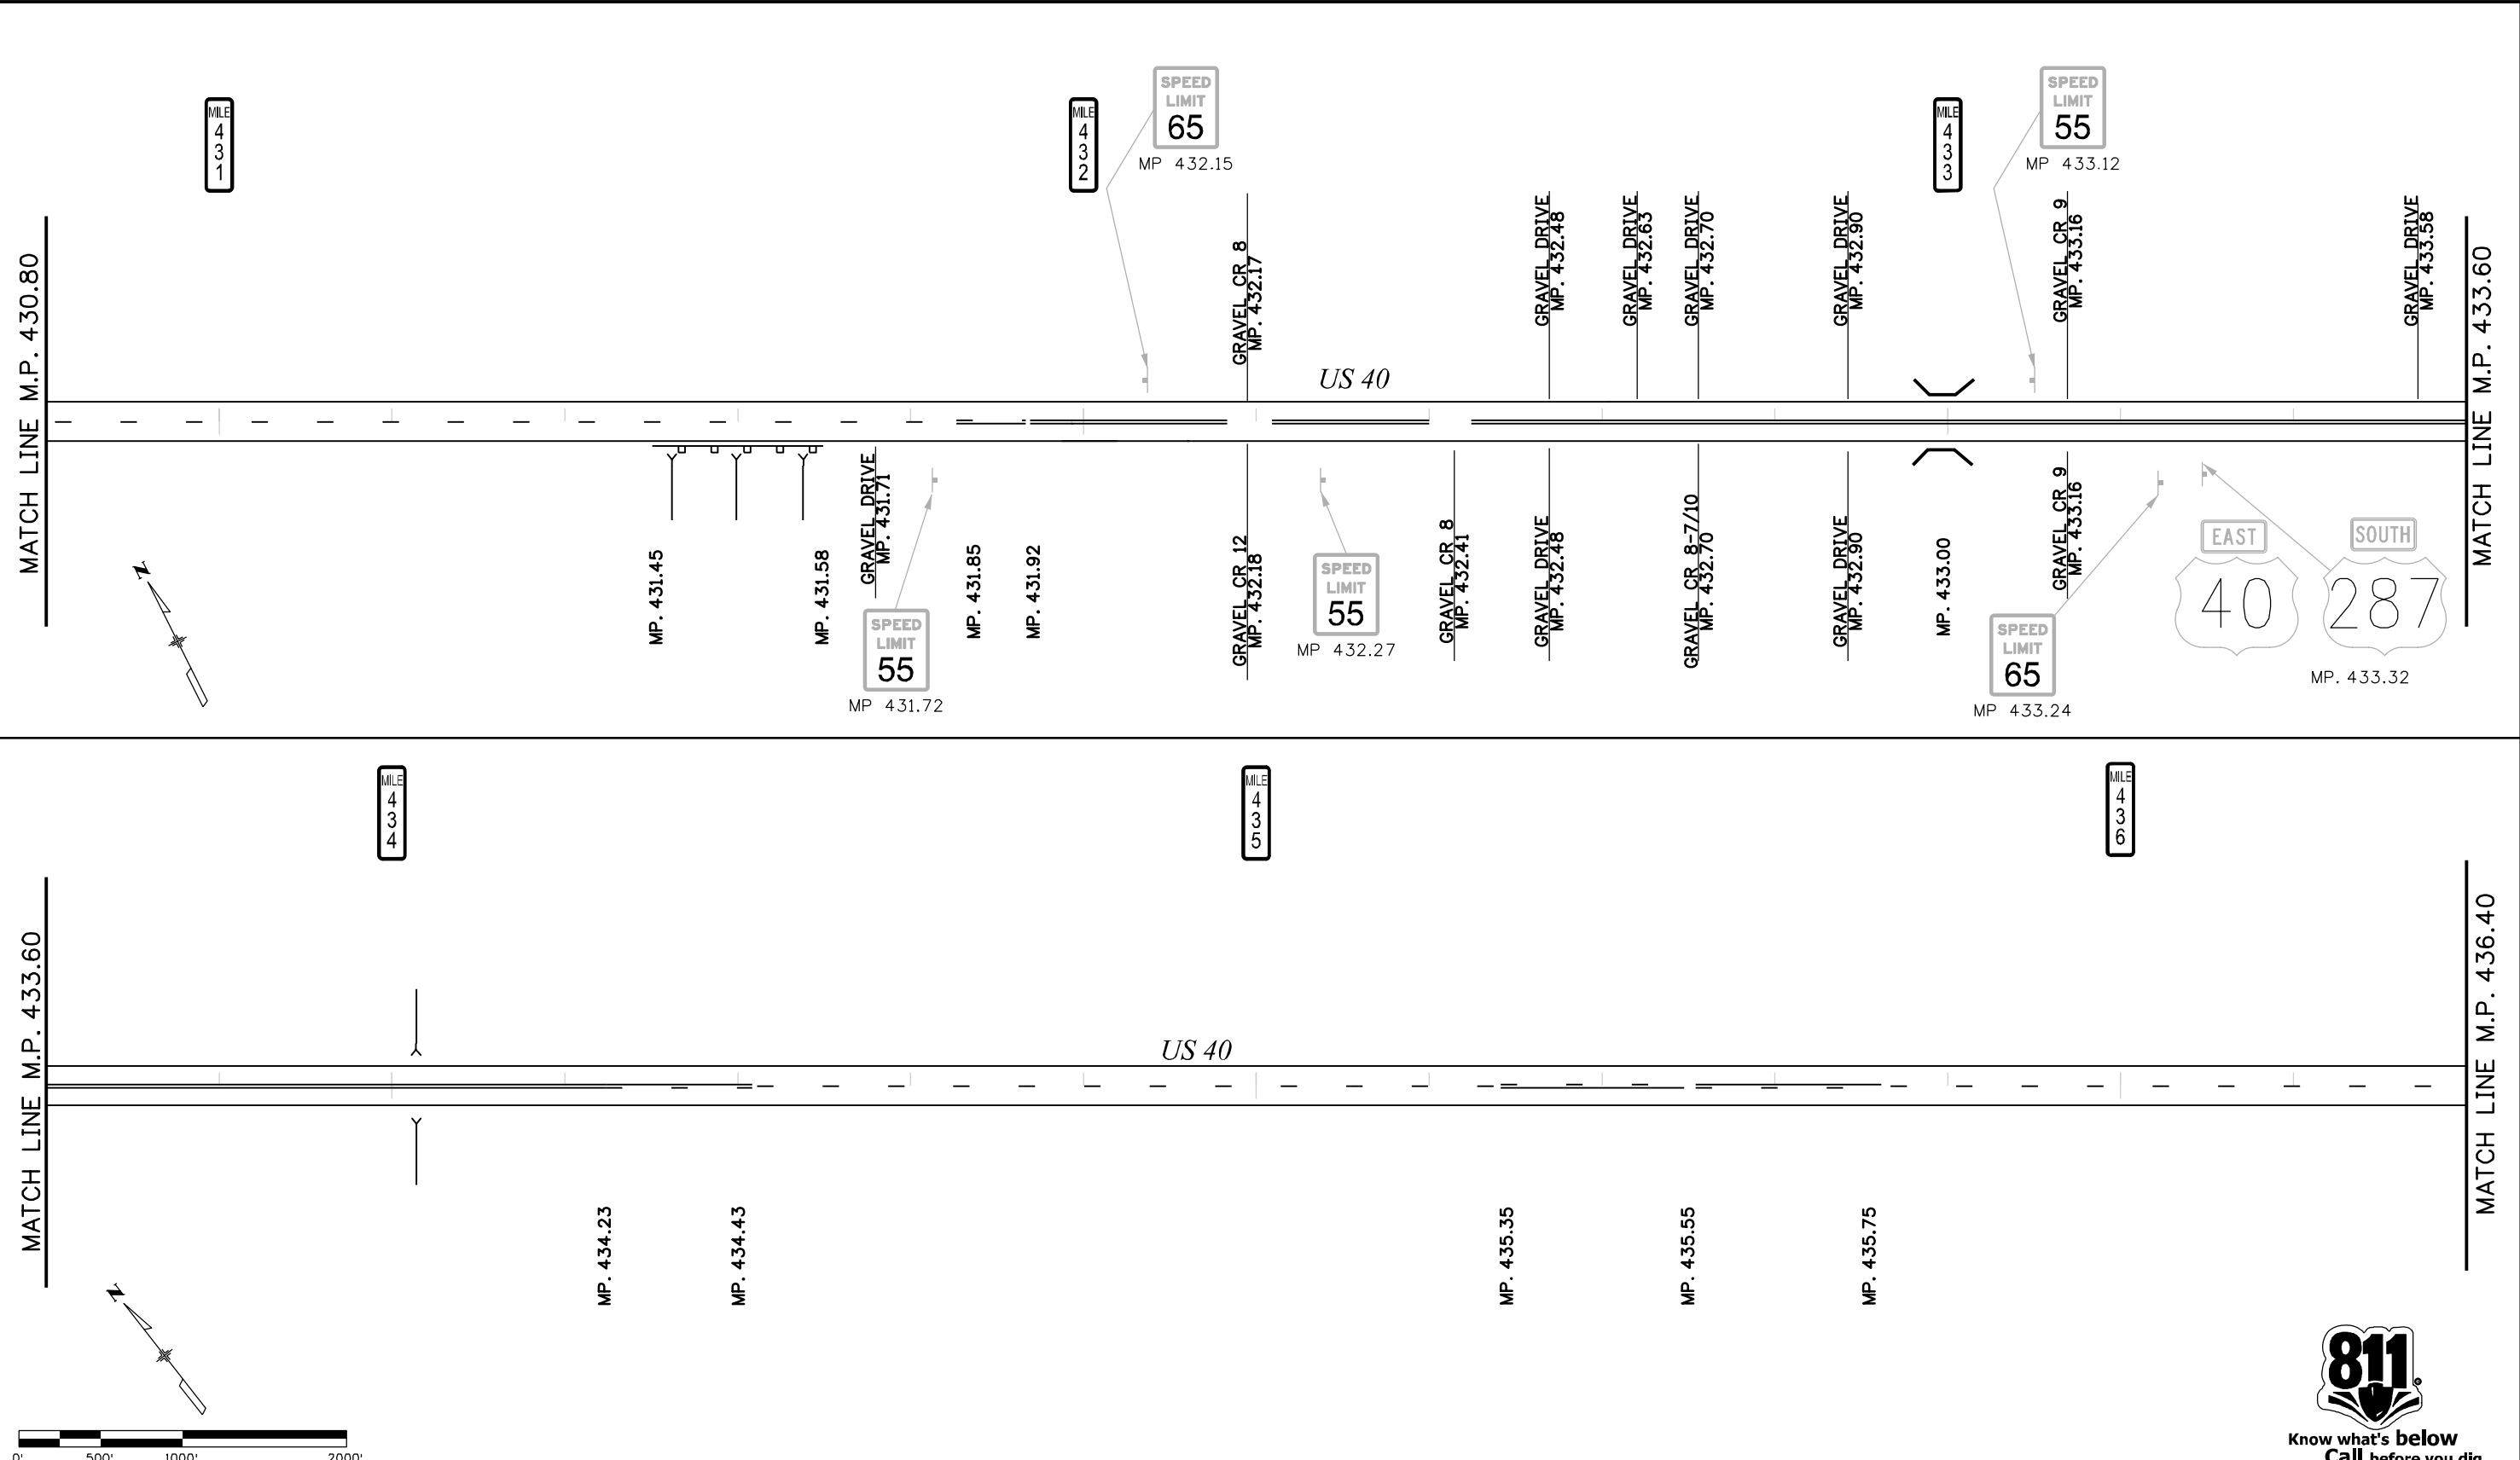 MILE
4
3
1
MILE
4
3
2
SPEED
LIMIT
65
MP 432.15
MILE
4
3
3
SPEED
LIMIT
55
MP 433.12
MATCH LINE M.P. 430.80
GRAVEL CR 8
MP. 432.17
US 40
GRAVEL DRIVE
MP. 432.48
GRAVEL DRIVE
MP. 432.63
GRAVEL DRIVE
MP. 432.70
GRAVEL DRIVE
MP. 432.90
GRAVEL CR 9
MP. 433.16
GRAVEL DRIVE
MP. 433.58
MATCH LINE M.P. 433.60
N
MP. 431.45
MP. 431.58
GRAVEL DRIVE
MP. 431.71
SPEED
LIMIT
55
MP 431.72
MP. 431.85
MP. 431.92
GRAVEL CR 12
MP. 432.18
SPEED
LIMIT
55
MP 432.27
GRAVEL CR 8
MP. 432.41
GRAVEL DRIVE
MP. 432.48
GRAVEL CR 8-7/10
MP. 432.70
GRAVEL DRIVE
MP. 432.90
MP. 433.00
GRAVEL CR 9
MP. 433.16
SPEED
LIMIT
65
MP 433.24
EAST
40
SOUTH
287
MP. 433.32
MILE
4
3
4
MILE
4
3
5
MILE
4
3
6
MATCH LINE M.P. 433.60
US 40
MATCH LINE M.P. 436.40
MP. 434.23
MP. 434.43
MP. 435.35
MP. 435.55
MP. 435.75
N
0' 500' 1000' 2000'
811
Know what's below
Call before you dig